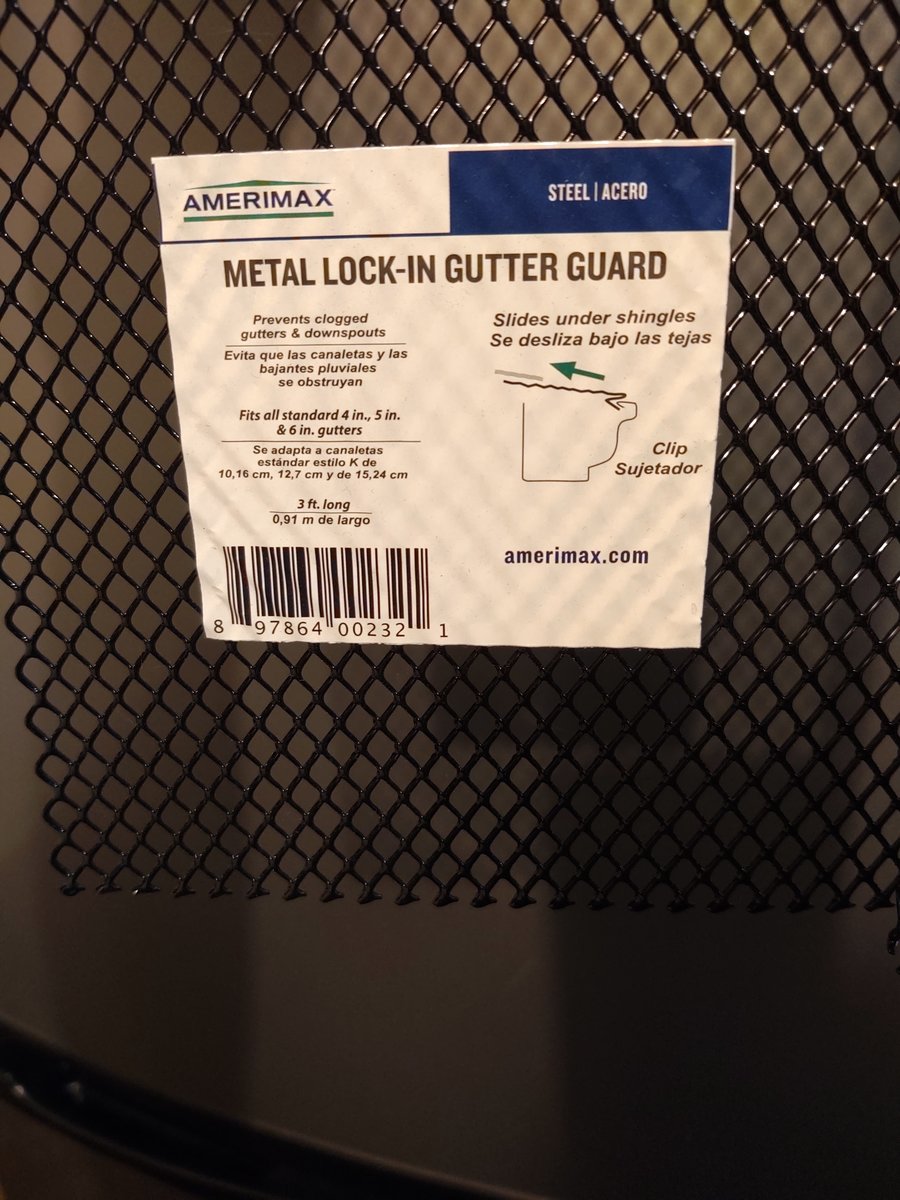 AMERIMAX
STEEL | ACERO
METAL LOCK-IN GUTTER GUARD
Prevents clogged
gutters & downspouts
Evita que las canaletas y las
bajantes pluviales
se obstruyan
Fits all standard 4 in., 5 in.
& 6 in. gutters
Se adapta a canaletas
estándar estilo K de
10,16 cm, 12,7 cm y de 15,24 cm
3 ft. long
0,91 m de largo
8 97864 00232 1
Slides under shingles
Se desliza bajo las tejas
Clip
Sujetador
amerimax.com